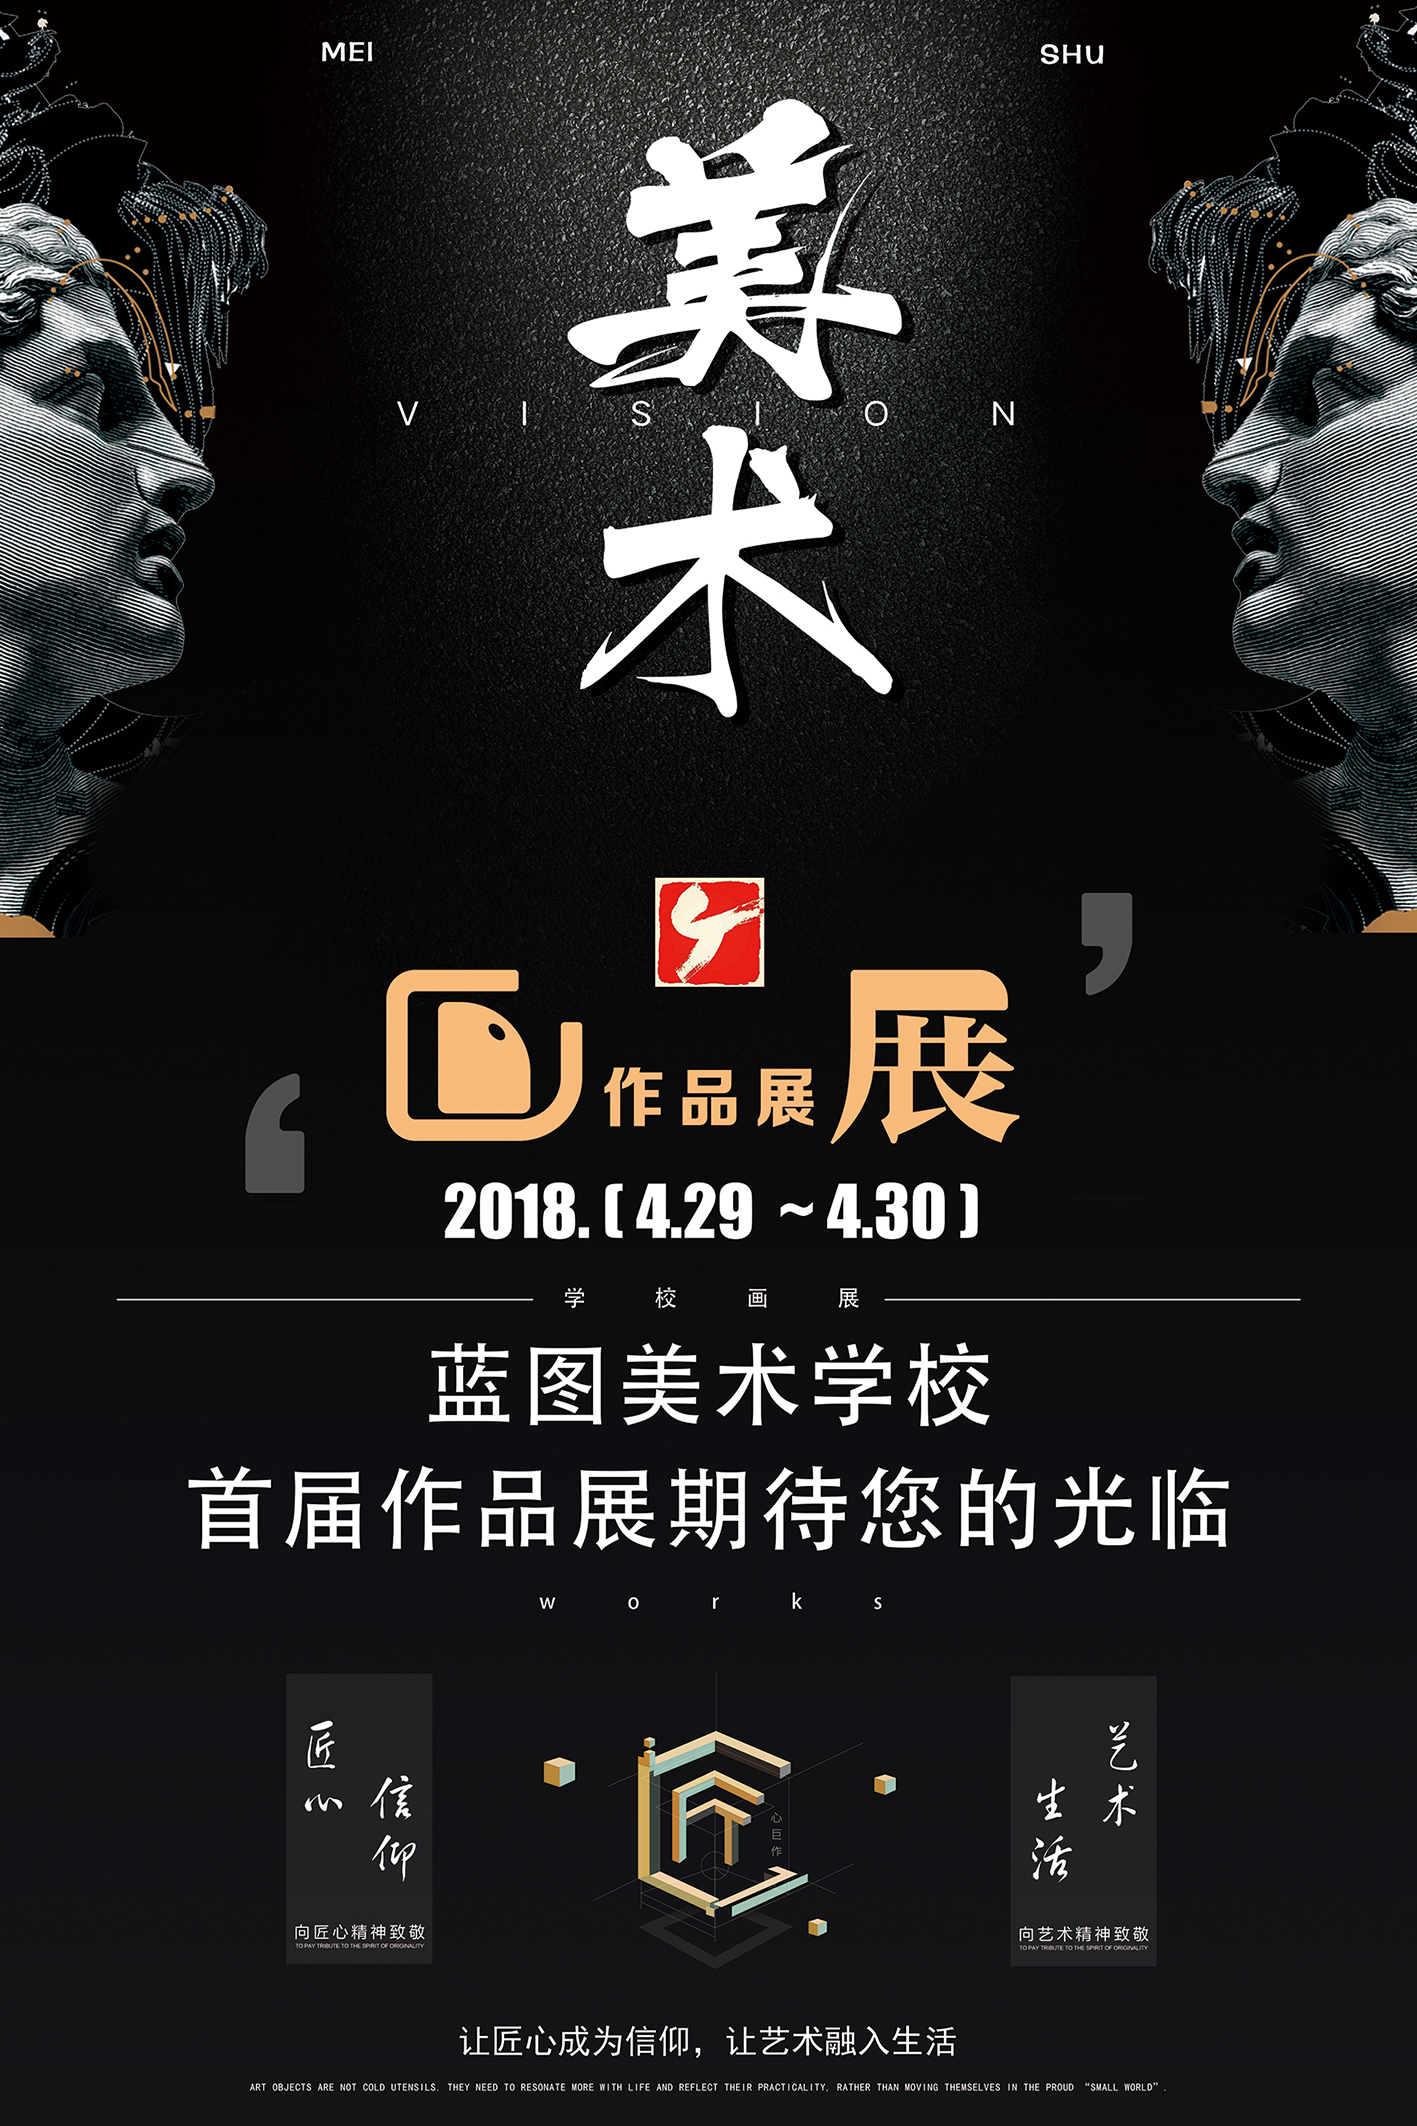 MEI SHU
美
VISION
术
作品展 展
2018.(4.29 ~4.30)
学校画展
蓝图美术学校
首届作品展期待您的光临
works
匠心
信仰
向匠心精神致敬
TO PAY TRIBUTE TO THE SPIRIT OF ORIGINALITY
心巨作
艺术
生活
向艺术精神致敬
TO PAY TRIBUTE TO THE SPIRIT OF ORIGINALITY
让匠心成为信仰，让艺术融入生活
ART OBJECTS ARE NOT COLD UTENSILS. THEY NEED TO RESONATE MORE WITH LIFE AND REFLECT THEIR PRACTICALITY, RATHER THAN MOVING THEMSELVES IN THE PROUD “SMALL WORLD”.